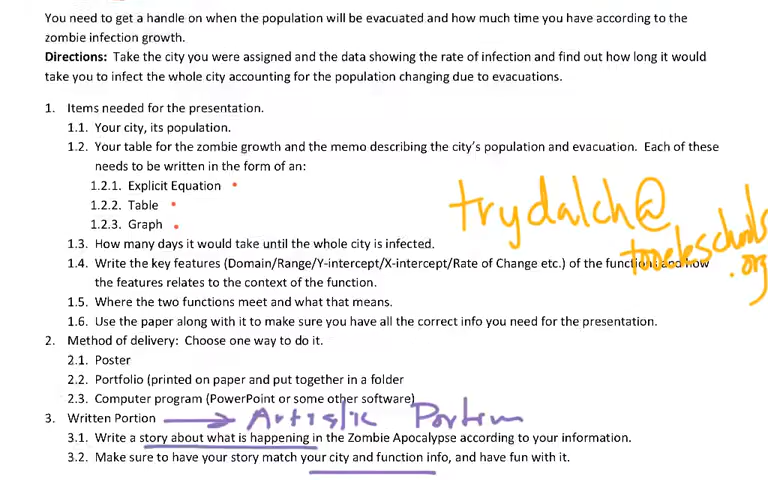 You need to get a handle on when the population will be evacuated and how much time you have according to the
zombie infection growth.
Directions: Take the city you were assigned and the data showing the rate of infection and find out how long it would
take you to infect the whole city accounting for the population changing due to evacuations.
1. Items needed for the presentation.
1.1. Your city, its population.
1.2. Your table for the zombie growth and the memo describing the city's population and evacuation. Each of these
needs to be written in the form of an:
1.2.1. Explicit Equation
1.2.2. Table
1.2.3. Graph
trydalch@
1.3. How many days it would take until the whole city is infected.
.org
1.4. Write the key features (Domain/Range/Y-intercept/X-intercept/Rate of Change etc.) of the functions and how
the features relates to the context of the function.
1.5. Where the two functions meet and what that means.
1.6. Use the paper along with it to make sure you have all the correct info you need for the presentation.
2. Method of delivery: Choose one way to do it.
2.1. Poster
2.2. Portfolio (printed on paper and put together in a folder
2.3. Computer program (PowerPoint or some other software)
3. Written Portion → Artistic Portion
3.1. Write a story about what is happening in the Zombie Apocalypse according to your information.
3.2. Make sure to have your story match your city and function info, and have fun with it.